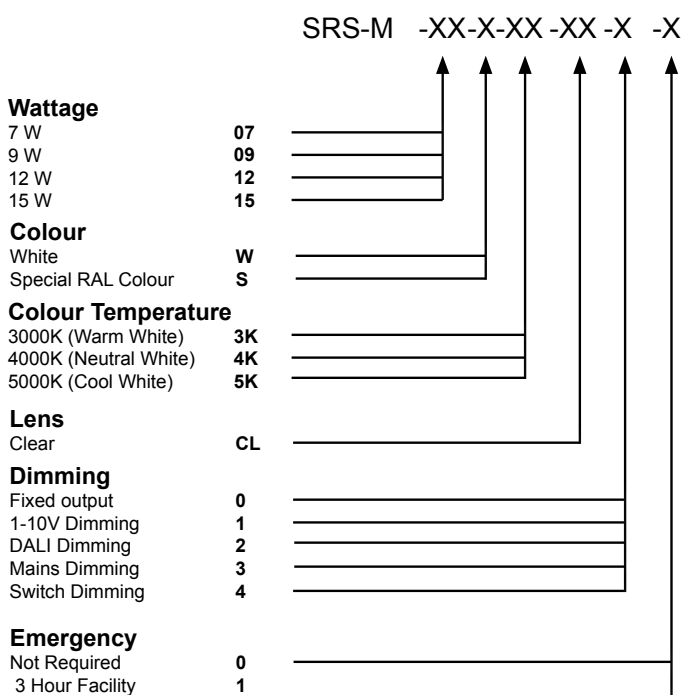 SRS-M -XX-X-XX -XX -X -X
Wattage
7 W 07
9 W 09
12 W 12
15 W 15
Colour
White W
Special RAL Colour S
Colour Temperature
3000K (Warm White) 3K
4000K (Neutral White) 4K
5000K (Cool White) 5K
Lens
Clear CL
Dimming
Fixed output 0
1-10V Dimming 1
DALI Dimming 2
Mains Dimming 3
Switch Dimming 4
Emergency
Not Required 0
3 Hour Facility 1